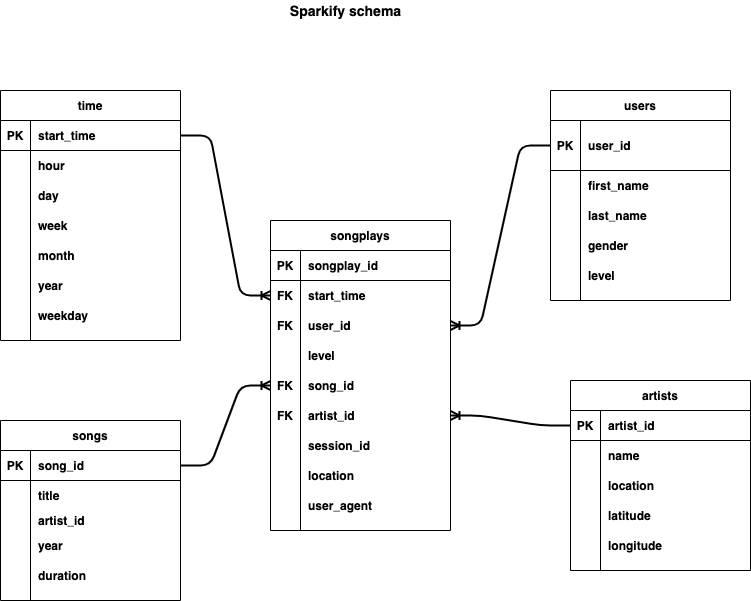 Sparkify schema
time
PK start_time
hour
day
week
month
year
weekday
users
PK user_id
first_name
last_name
gender
level
songplays
PK songplay_id
FK start_time
FK user_id
level
FK song_id
FK artist_id
session_id
location
user_agent
songs
PK song_id
title
artist_id
year
duration
artists
PK artist_id
name
location
latitude
longitude